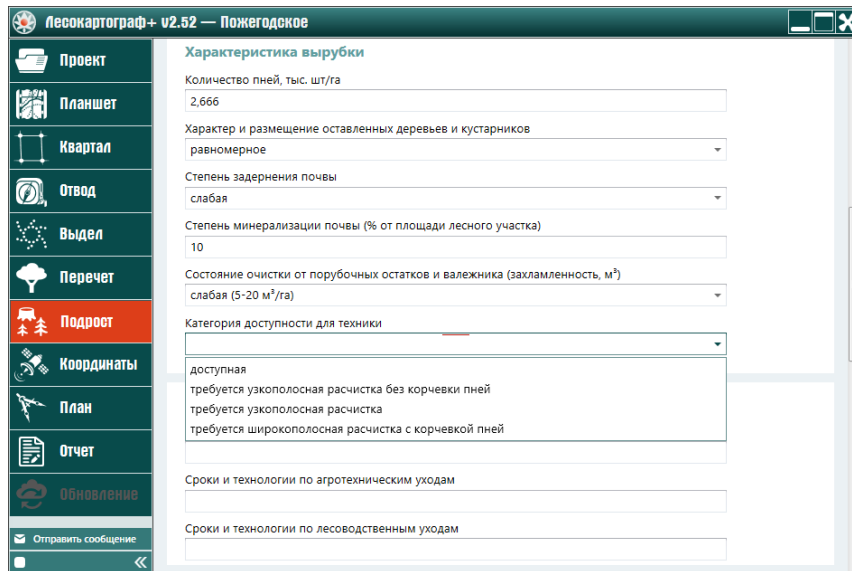 Лесокартограф+ v2.52 — Пожегодское
Проект
Планшет
Квартал
Отвод
Выдел
Перечет
Подрост
Координаты
План
Отчет
Обновление
Отправить сообщение
Характеристика вырубки
Количество пней, тыс. шт/га
2,666
Характер и размещение оставленных деревьев и кустарников
равномерное
Степень задернения почвы
слабая
Степень минерализации почвы (% от площади лесного участка)
10
Состояние очистки от порубочных остатков и валежника (захламленность, м³)
слабая (5-20 м³/га)
Категория доступности для техники
доступная
требуется узкополосная расчистка без корчевки пней
требуется узкополосная расчистка
требуется широкополосная расчистка с корчевкой пней
Сроки и технологии по агротехническим уходам
Сроки и технологии по лесоводственным уходам